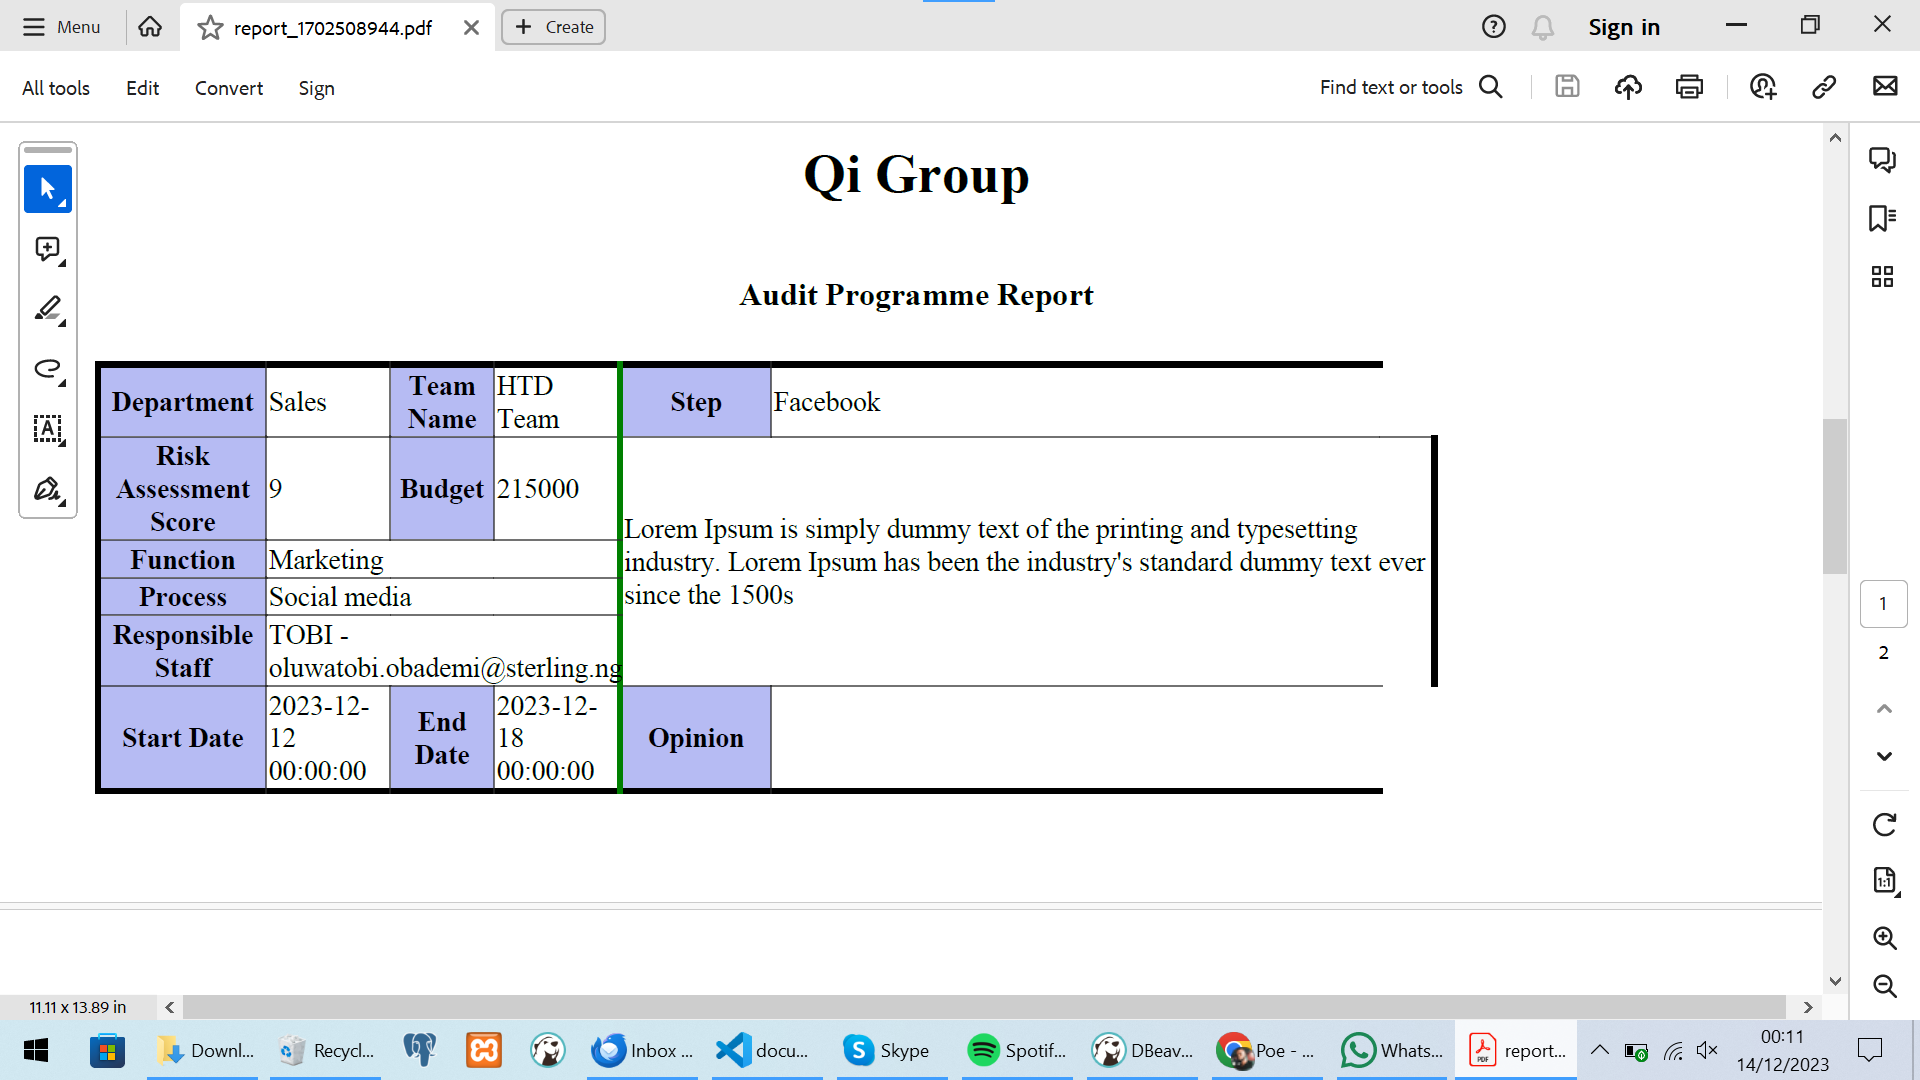 Menu
report_1702508944.pdf
Create
Sign in
All tools
Edit
Convert
Sign
Find text or tools
Qi Group
Audit Programme Report
Department
Sales
Team
Name
HTD
Team
Step
Facebook
Risk
Assessment
Score
9
Budget
215000
Lorem Ipsum is simply dummy text of the printing and typesetting
industry. Lorem Ipsum has been the industry's standard dummy text ever
since the 1500s
Function
Marketing
Process
Social media
Responsible
Staff
TOBI -
oluwatobi.obademi@sterling.ng
Start Date
2023-12-
12
00:00:00
End
Date
2023-12-
18
00:00:00
Opinion
1
2
1:1
11.11 x 13.89 in
Downl...
Recycl...
Inbox ...
docu...
Skype
Spotif...
DBeav...
Poe - ...
Whats...
PDF
report...
00:11
14/12/2023